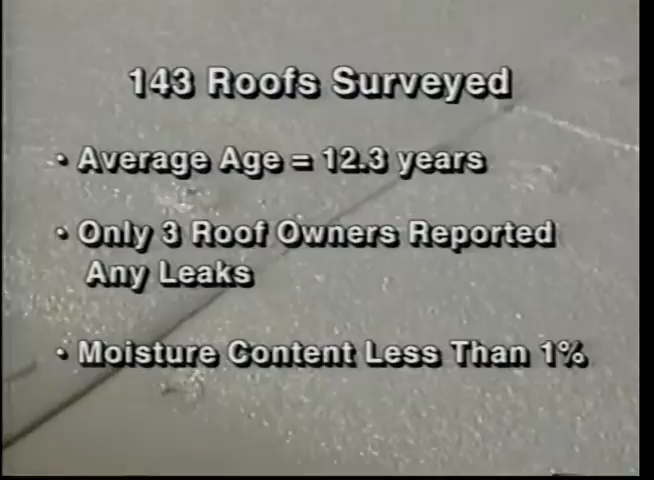 143 Roofs Surveyed
• Average Age = 12.3 years
• Only 3 Roof Owners Reported
Any Leaks
• Moisture Content Less Than 1%